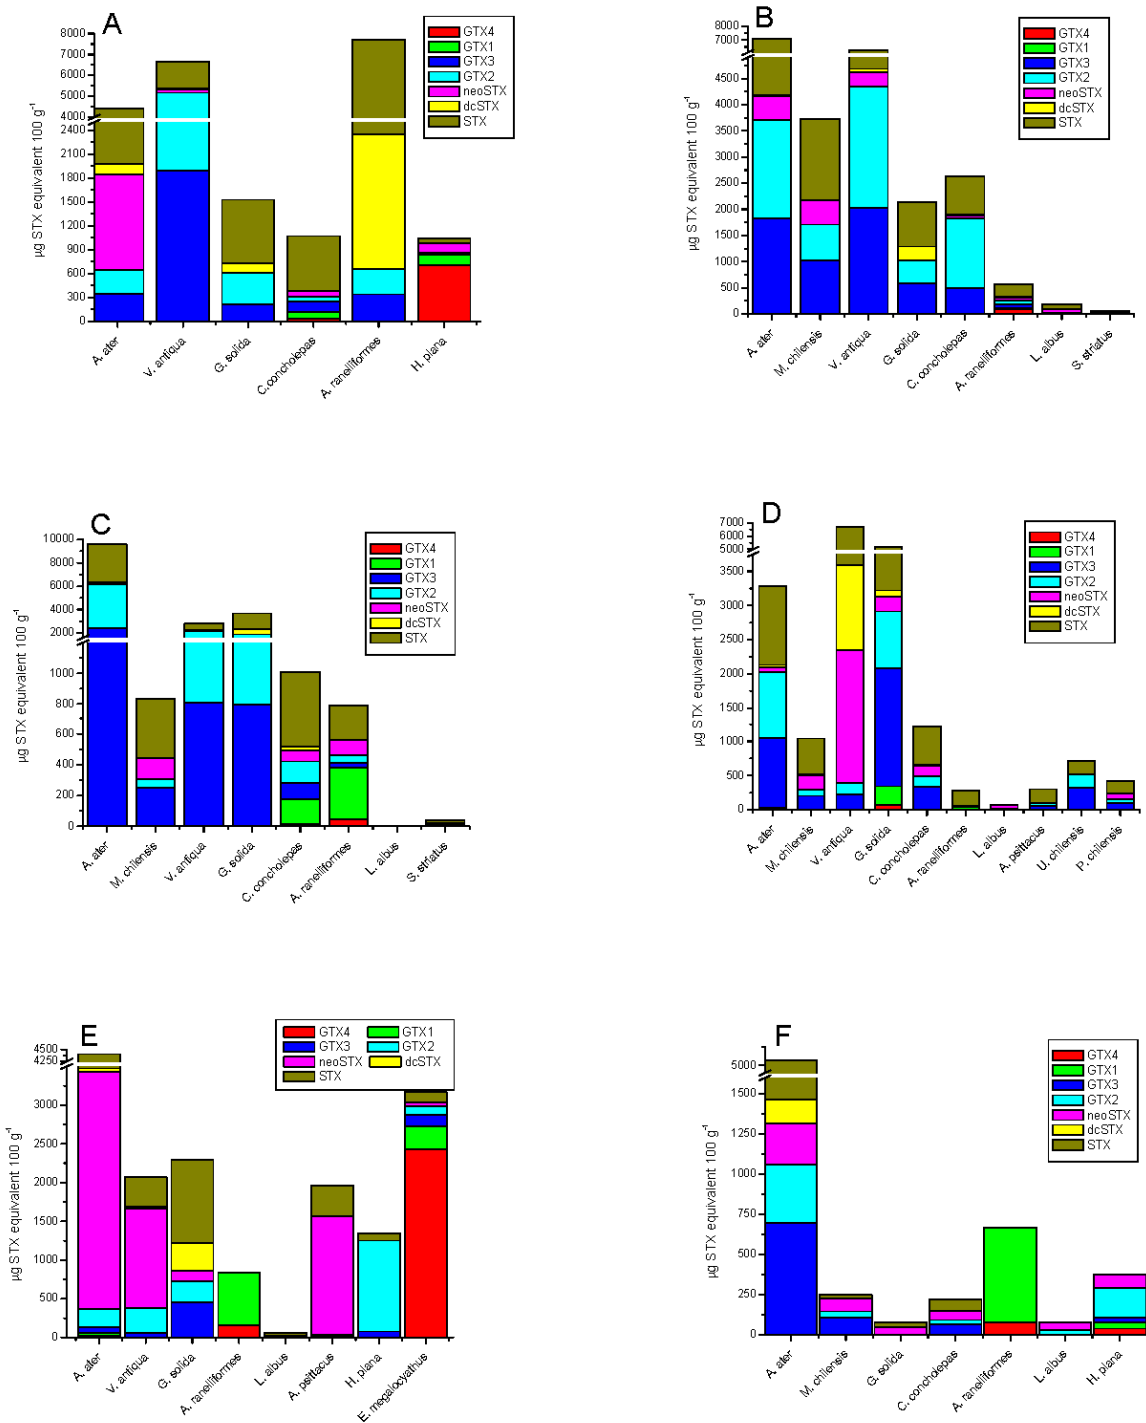 A
GTX4
GTX1
GTX3
GTX2
neoSTX
dcSTX
STX
µg STX equivalent 100 g-1
8000
7000
6000
5000
4000
2400
2100
1800
1500
1200
900
600
300
0
A. ater
V. antiqua
G. solida
C. concholepas
A. ranelliformes
H. plana
B
GTX4
GTX1
GTX3
GTX2
neoSTX
dcSTX
STX
µg STX equivalent 100 g-1
8000
7000
6000
5000
4500
4000
3500
3000
2500
2000
1500
1000
500
0
A. ater
M. chilensis
V. antiqua
G. solida
C. concholepas
A. ranelliformes
L. albus
S. striatus
C
GTX4
GTX1
GTX3
GTX2
neoSTX
dcSTX
STX
µg STX equivalent 100 g-1
10000
8000
6000
4000
2000
1000
800
600
400
200
0
A. ater
M. chilensis
V. antiqua
G. solida
C. concholepas
A. ranelliformes
L. albus
S. striatus
D
GTX4
GTX1
GTX3
GTX2
neoSTX
dcSTX
STX
µg STX equivalent 100 g-1
7000
6000
5000
3500
3000
2500
2000
1500
1000
500
0
A. ater
M. chilensis
V. antiqua
G. solida
C. concholepas
A. ranelliformes
L. albus
A. psittacus
U. chilensis
P. chilensis
E
GTX4 GTX1
GTX3 GTX2
neoSTX dcSTX
STX
µg STX equivalent 100 g-1
4500
4250
3000
2500
2000
1500
1000
500
0
A. ater
V. antiqua
G. solida
A. ranelliformes
L. albus
A. psittacus
H. plana
E. megalocyathus
F
GTX4
GTX1
GTX3
GTX2
neoSTX
dcSTX
STX
µg STX equivalent 100 g-1
5000
1500
1250
1000
750
500
250
0
A. ater
M. chilensis
G. solida
C. concholepas
A. ranelliformes
L. albus
H. plana